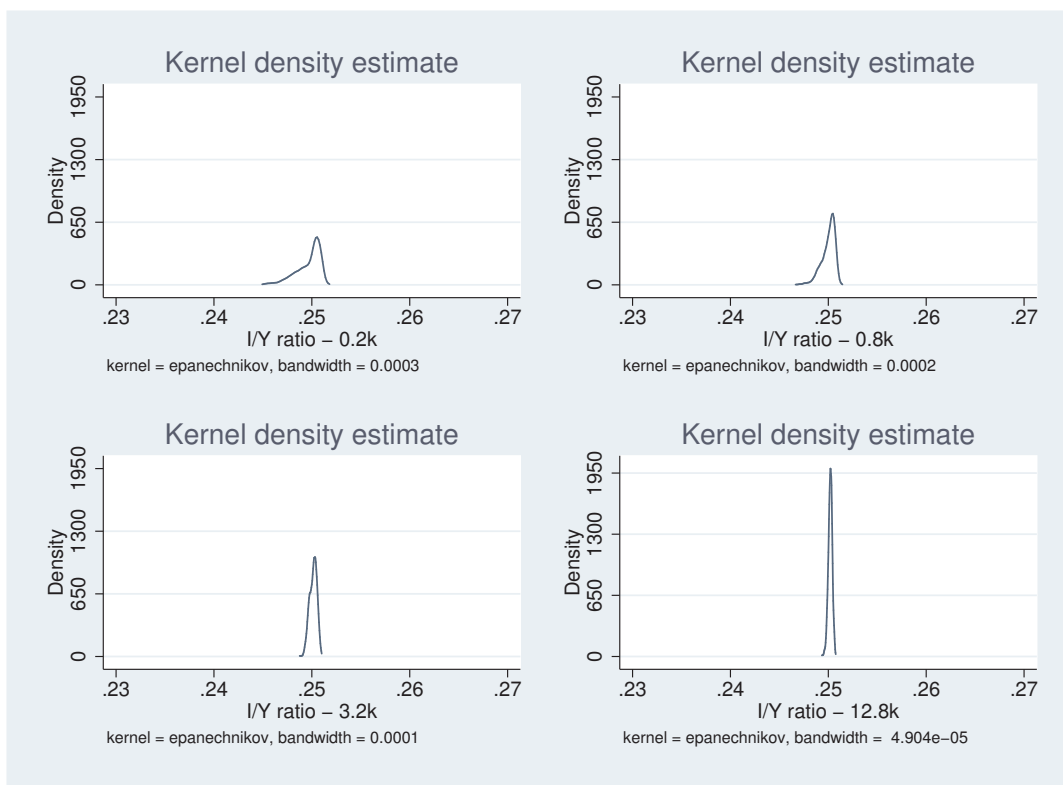 Kernel density estimate
Density
1950
1300
650
0
.23 .24 .25 .26 .27
I/Y ratio − 0.2k
kernel = epanechnikov, bandwidth = 0.0003
Kernel density estimate
Density
1950
1300
650
0
.23 .24 .25 .26 .27
I/Y ratio − 0.8k
kernel = epanechnikov, bandwidth = 0.0002
Kernel density estimate
Density
1950
1300
650
0
.23 .24 .25 .26 .27
I/Y ratio − 3.2k
kernel = epanechnikov, bandwidth = 0.0001
Kernel density estimate
Density
1950
1300
650
0
.23 .24 .25 .26 .27
I/Y ratio − 12.8k
kernel = epanechnikov, bandwidth = 4.904e−05